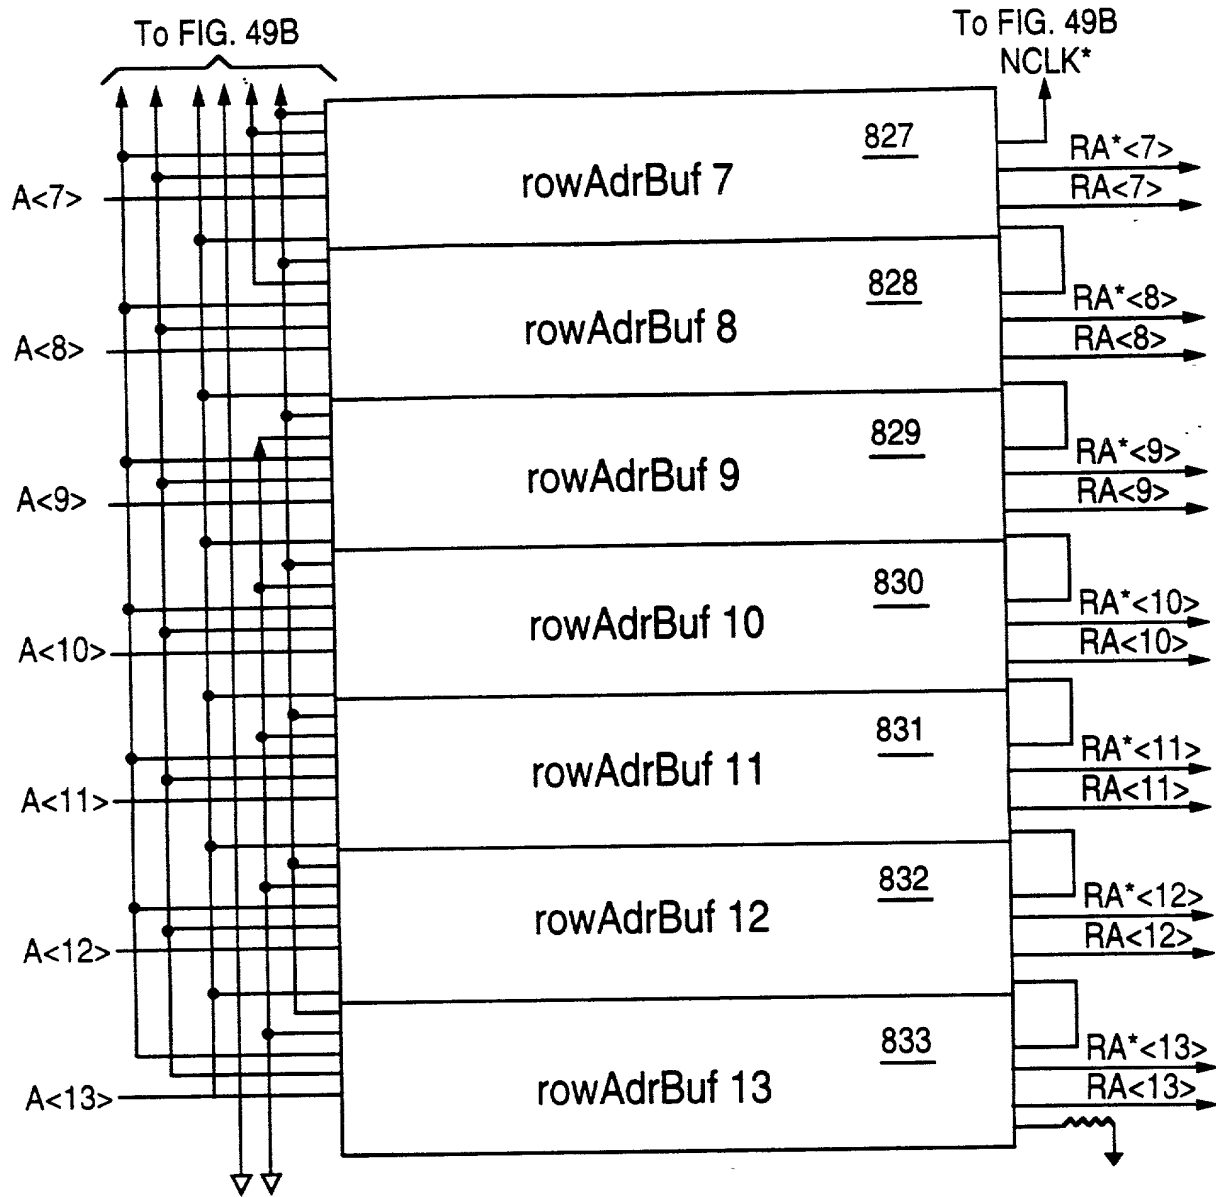 To FIG. 49B
To FIG. 49B
NCLK*
827
rowAdrBuf 7
RA*<7>
RA<7>
A<7>
828
rowAdrBuf 8
RA*<8>
RA<8>
A<8>
829
rowAdrBuf 9
RA*<9>
RA<9>
A<9>
830
rowAdrBuf 10
RA*<10>
RA<10>
A<10>
831
rowAdrBuf 11
RA*<11>
RA<11>
A<11>
832
rowAdrBuf 12
RA*<12>
RA<12>
A<12>
833
rowAdrBuf 13
RA*<13>
RA<13>
A<13>